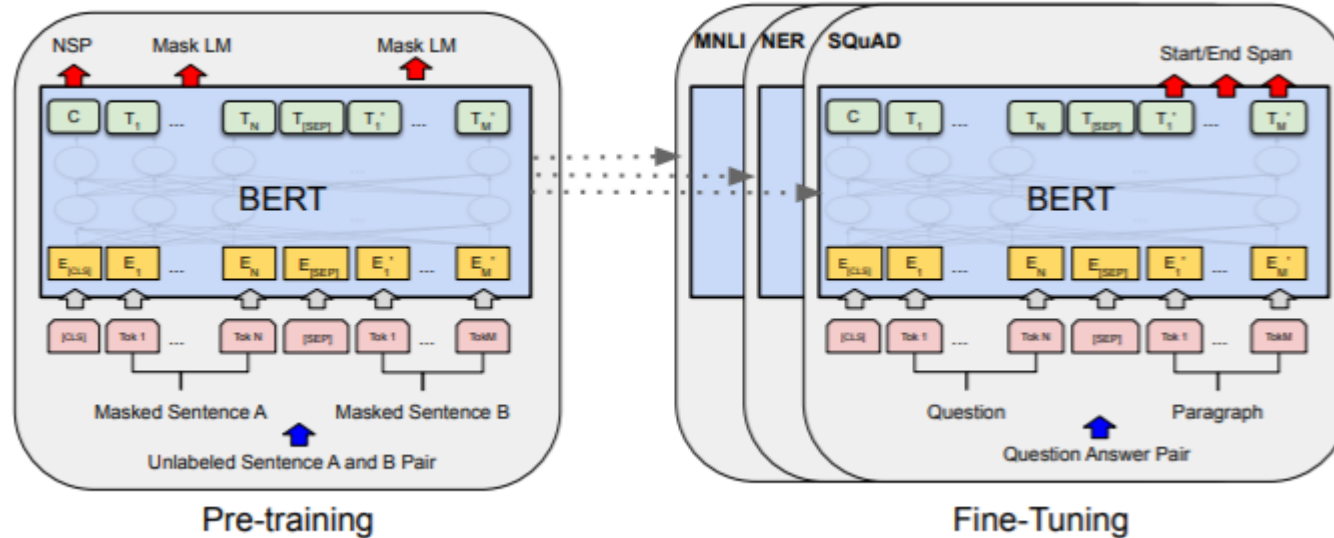 NSP Mask LM Mask LM
C T1 ... TN T[SEP] T1' ... TM'
BERT
E[CLS] E1 ... EN E[SEP] E1' ... EM'
[CLS] Tok 1 ... Tok N [SEP] Tok 1 ... TokM
Masked Sentence A Masked Sentence B
Unlabeled Sentence A and B Pair
Pre-training
MNLI NER SQuAD
Start/End Span
C T1 ... TN T[SEP] T1' ... TM'
BERT
E[CLS] E1 ... EN E[SEP] E1' ... EM'
[CLS] Tok 1 ... Tok N [SEP] Tok 1 ... TokM
Question Paragraph
Question Answer Pair
Fine-Tuning